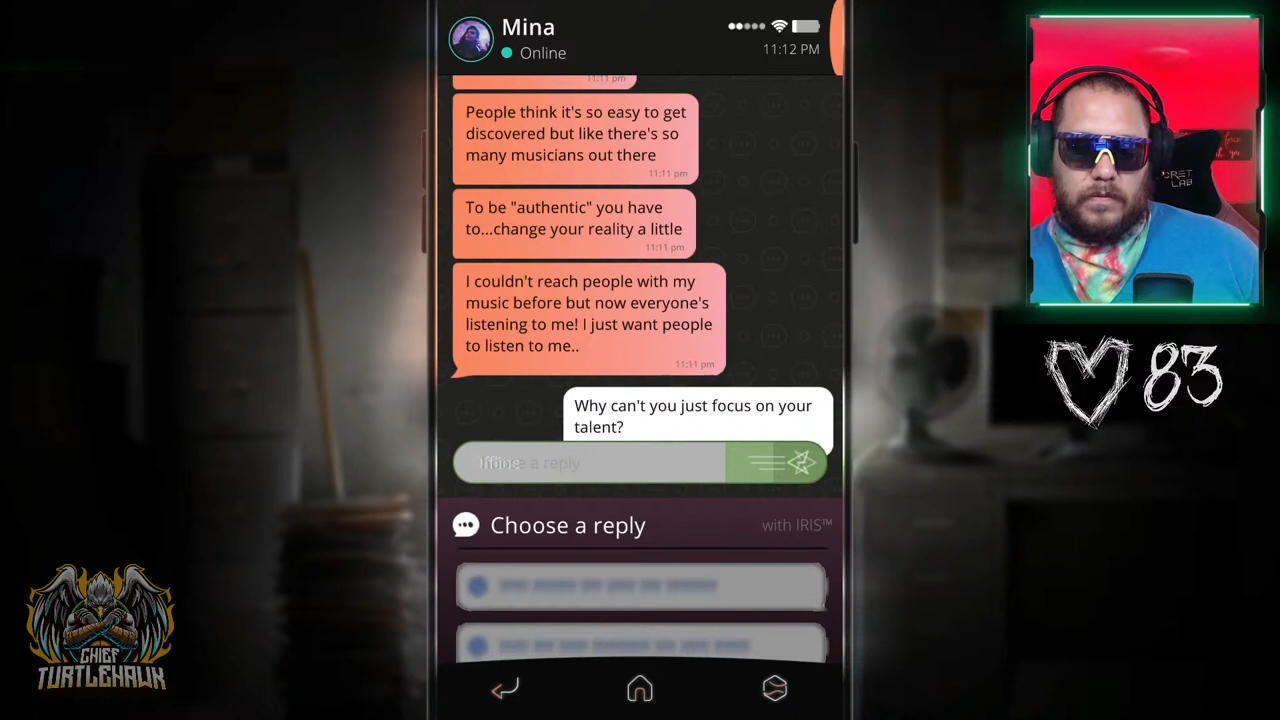 Mina
Online
11:12 PM
11:11 pm
People think it's so easy to get
discovered but like there's so
many musicians out there
11:11 pm
To be "authentic" you have
to...change your reality a little
11:11 pm
I couldn't reach people with my
music before but now everyone's
listening to me! I just want people
to listen to me..
11:11 pm
Why can't you just focus on your
talent?
a reply
Choose a reply
with IRIS™
CRET
LAB
83
CHIEF
TURTLEHAWK